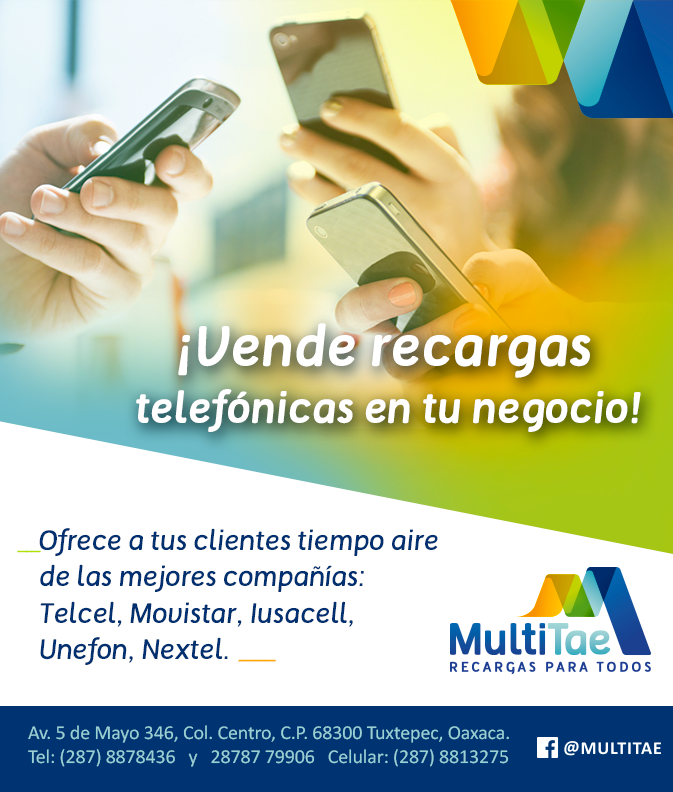 ¡Vende recargas
telefónicas en tu negocio!
Ofrece a tus clientes tiempo aire
de las mejores compañías:
Telcel, Movistar, Iusacell,
Unefon, Nextel.
MultiTae
RECARGAS PARA TODOS
Av. 5 de Mayo 346, Col. Centro, C.P. 68300 Tuxtepec, Oaxaca.
Tel: (287) 8878436 y 28787 79906 Celular: (287) 8813275
@MULTITAE